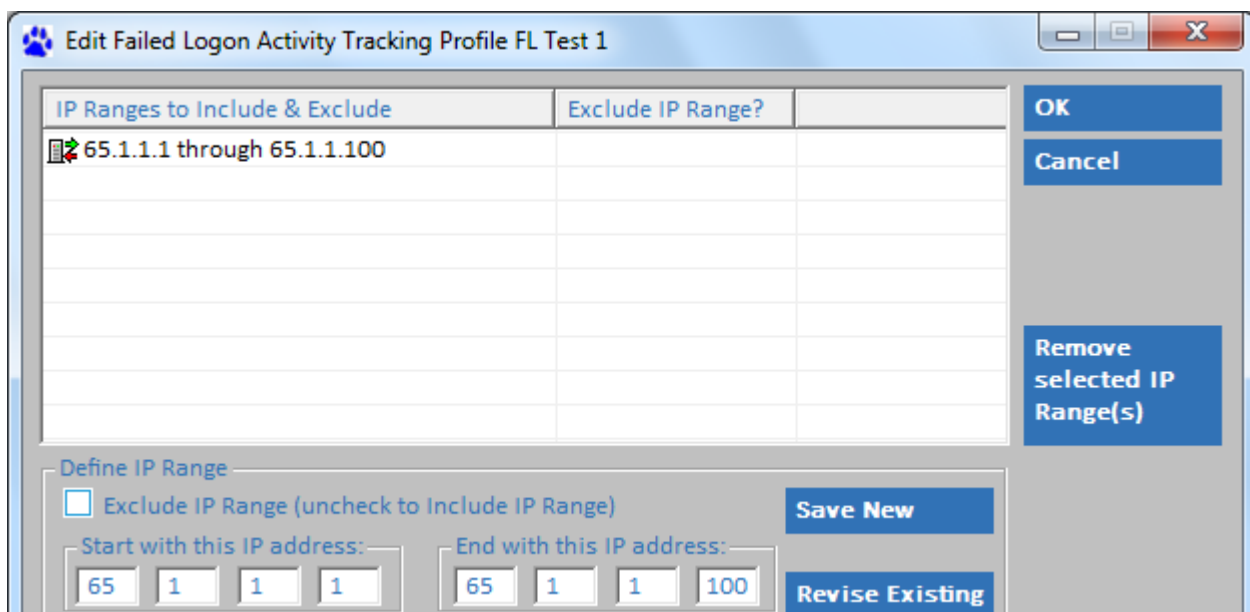 Edit Failed Logon Activity Tracking Profile FL Test 1
IP Ranges to Include & Exclude Exclude IP Range?
65.1.1.1 through 65.1.1.100
OK
Cancel
Remove
selected IP
Range(s)
Define IP Range
Exclude IP Range (uncheck to Include IP Range)
Save New
Start with this IP address: End with this IP address:
65 1 1 1 65 1 1 100
Revise Existing